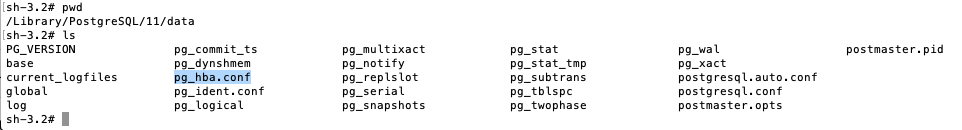 sh-3.2# pwd
/Library/PostgreSQL/11/data
sh-3.2# ls
PG_VERSION pg_commit_ts pg_multixact pg_stat pg_wal postmaster.pid
base pg_dynshmem pg_notify pg_stat_tmp pg_xact
current_logfiles pg_hba.conf pg_replslot pg_subtrans postgresql.auto.conf
global pg_ident.conf pg_serial pg_tblspc postgresql.conf
log pg_logical pg_snapshots pg_twophase postmaster.opts
sh-3.2#